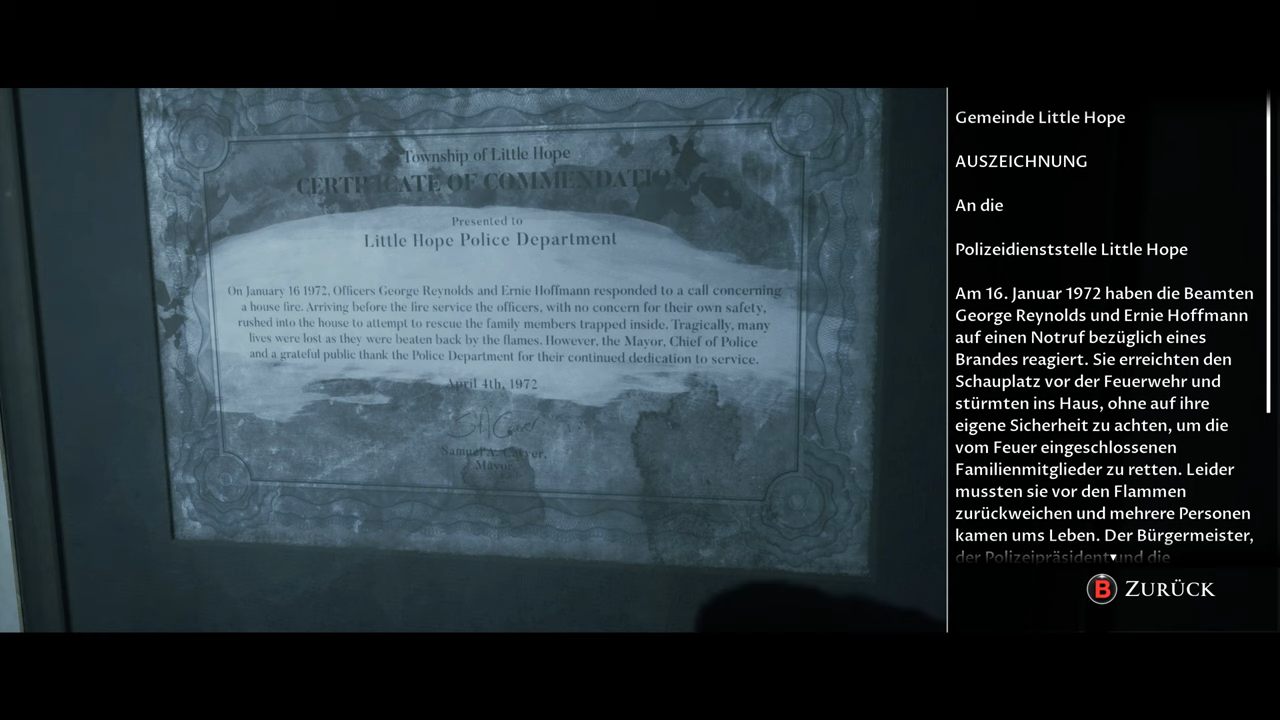 Township of Little Hope
CERTIFICATE OF COMMENDATIO
Presented to
Little Hope Police Department
On January 16 1972, Officers George Reynolds and Ernie Hoffmann responded to a call concerning
a house fire. Arriving before the fire service the officers, with no concern for their own safety,
rushed into the house to attempt to rescue the family members trapped inside. Tragically, many
lives were lost as they were beaten back by the flames. However, the Mayor, Chief of Police
and a grateful public thank the Police Department for their continued dedication to service.
April 4th, 1972
Samuel A.
Mayor
Gemeinde Little Hope
AUSZEICHNUNG
An die
Polizeidienststelle Little Hope
Am 16. Januar 1972 haben die Beamten
George Reynolds und Ernie Hoffmann
auf einen Notruf bezüglich eines
Brandes reagiert. Sie erreichten den
Schauplatz vor der Feuerwehr und
stürmten ins Haus, ohne auf ihre
eigene Sicherheit zu achten, um die
vom Feuer eingeschlossenen
Familienmitglieder zu retten. Leider
mussten sie vor den Flammen
zurückweichen und mehrere Personen
kamen ums Leben. Der Bürgermeister,
der Polizeipräsident und die
B ZURÜCK